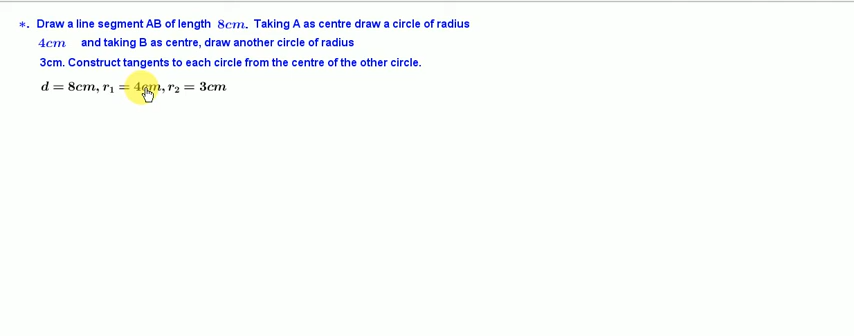 *. Draw a line segment AB of length 8cm. Taking A as centre draw a circle of radius
4cm and taking B as centre, draw another circle of radius
3cm. Construct tangents to each circle from the centre of the other circle.
d = 8cm, r₁ = 4cm, r₂ = 3cm